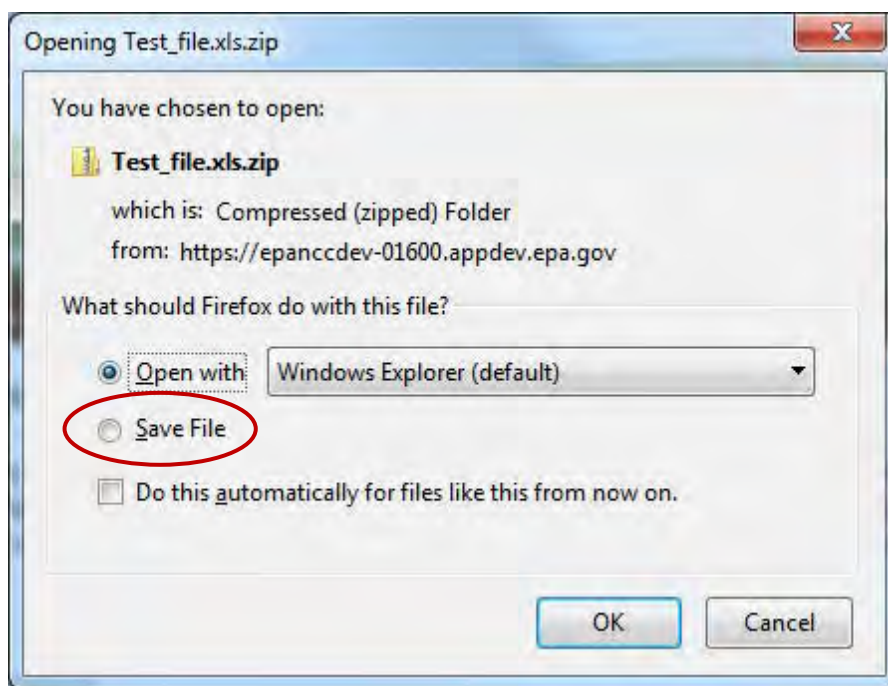 Opening Test_file.xls.zip
You have chosen to open:
Test_file.xls.zip
which is: Compressed (zipped) Folder
from: https://epanccdev-01600.appdev.epa.gov
What should Firefox do with this file?
Open with Windows Explorer (default)
Save File
Do this automatically for files like this from now on.
OK Cancel